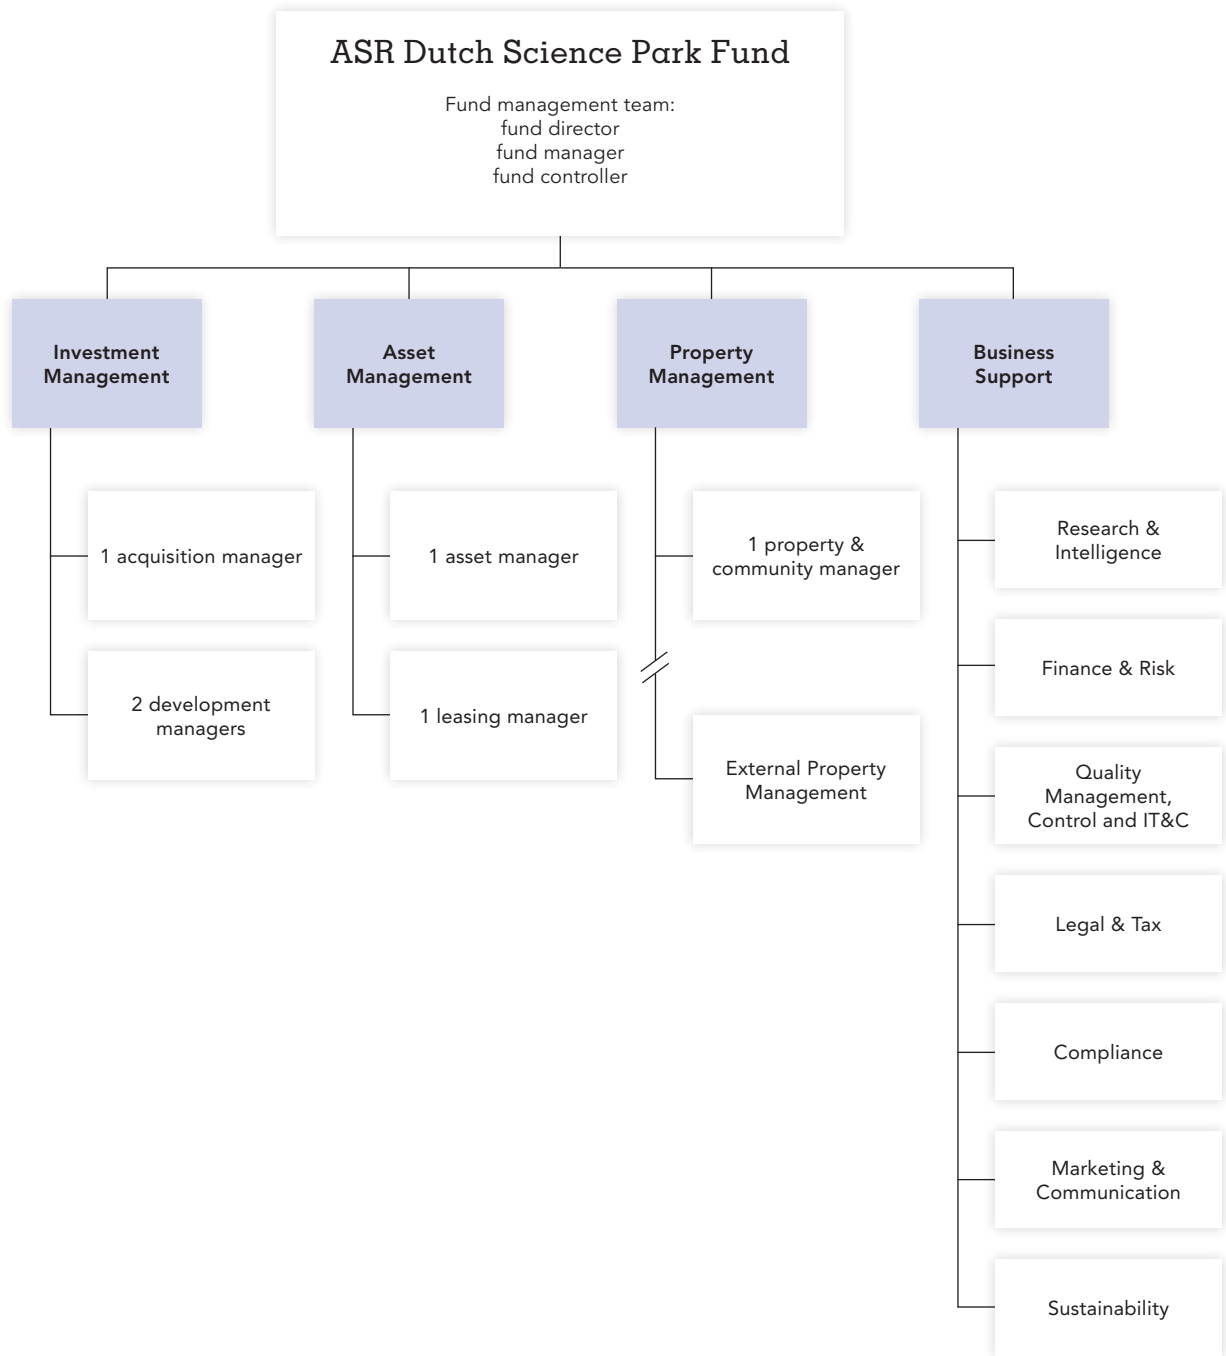 ASR Dutch Science Park Fund
Fund management team:
fund director
fund manager
fund controller
Investment
Management
Asset
Management
Property
Management
Business
Support
1 acquisition manager
2 development
managers
1 asset manager
1 leasing manager
1 property &
community manager
External Property
Management
Research &
Intelligence
Finance & Risk
Quality
Management,
Control and IT&C
Legal & Tax
Compliance
Marketing &
Communication
Sustainability